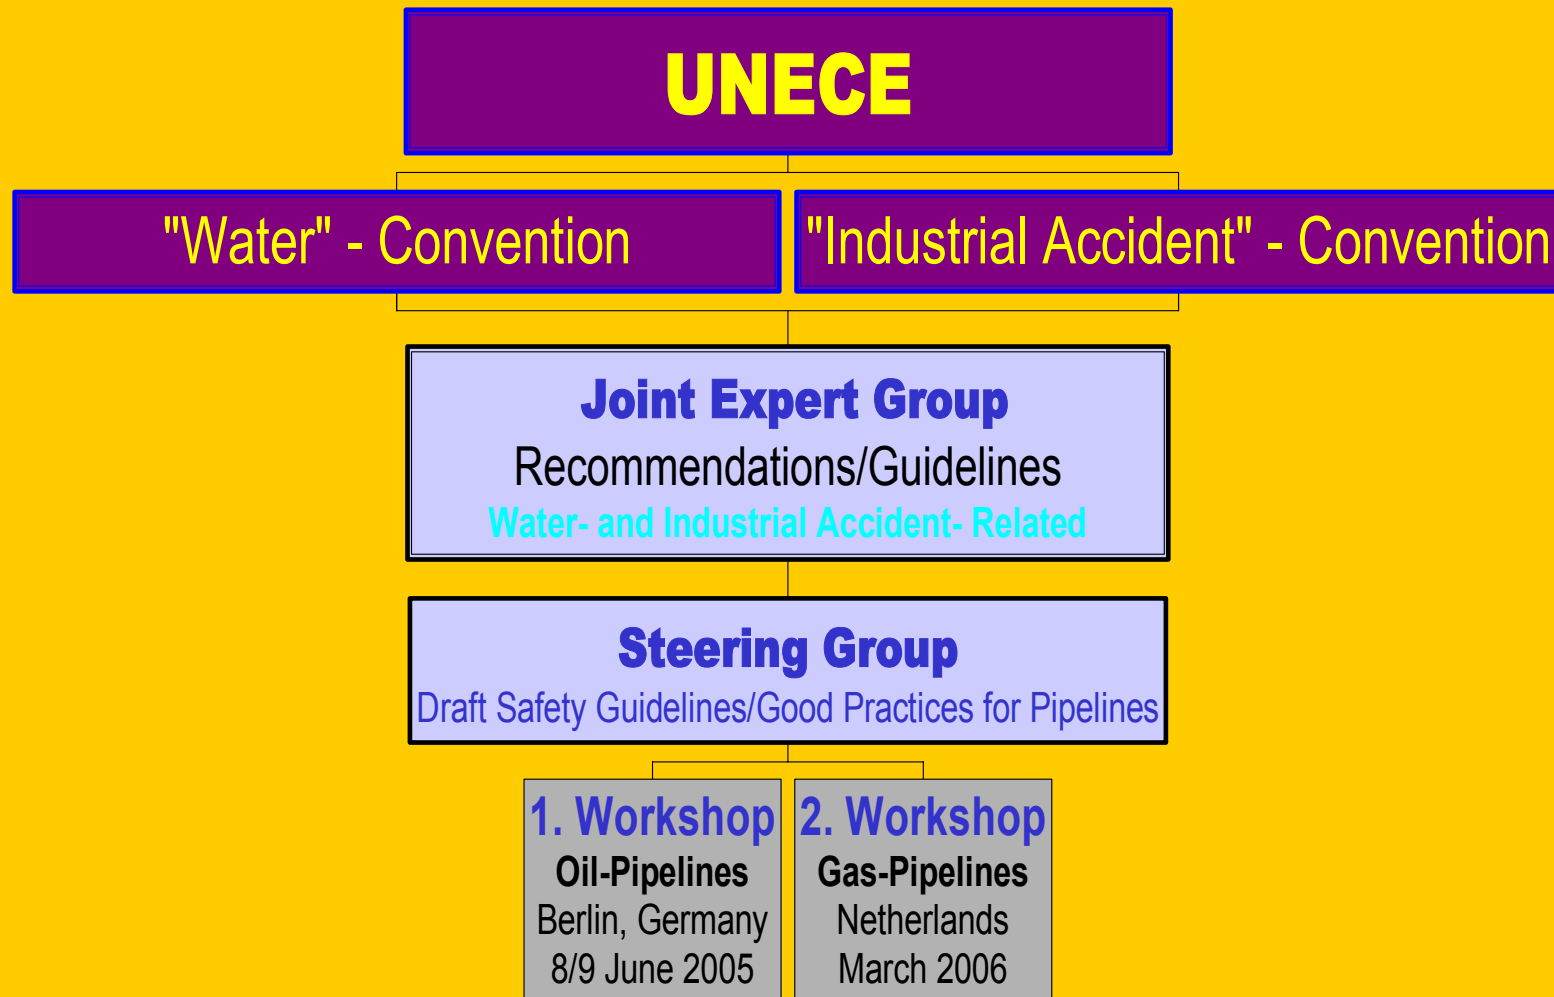 UNECE
"Water" - Convention
"Industrial Accident" - Convention
Joint Expert Group
Recommendations/Guidelines
Water- and Industrial Accident- Related
Steering Group
Draft Safety Guidelines/Good Practices for Pipelines
1. Workshop
Oil-Pipelines
Berlin, Germany
8/9 June 2005
2. Workshop
Gas-Pipelines
Netherlands
March 2006